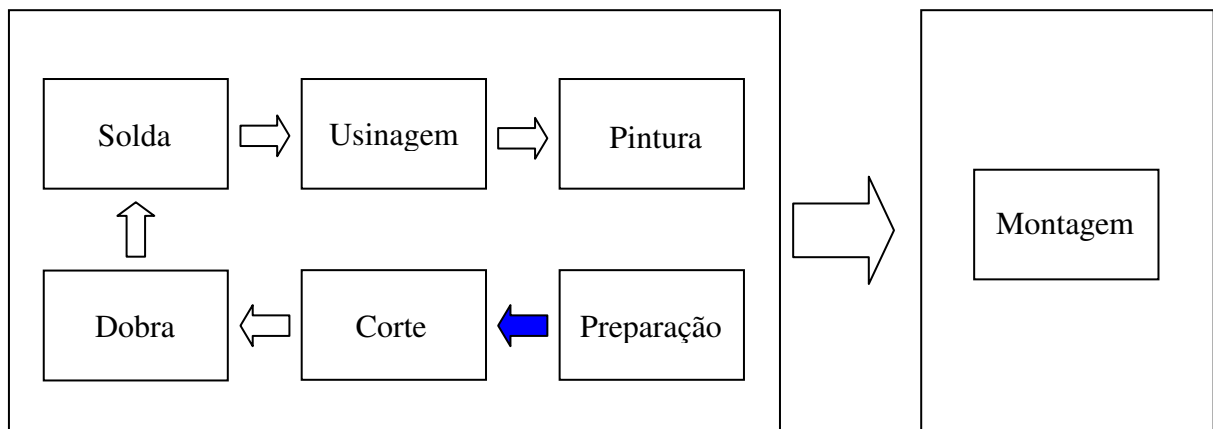 Solda
Usinagem
Pintura
Montagem
Dobra
Corte
Preparação